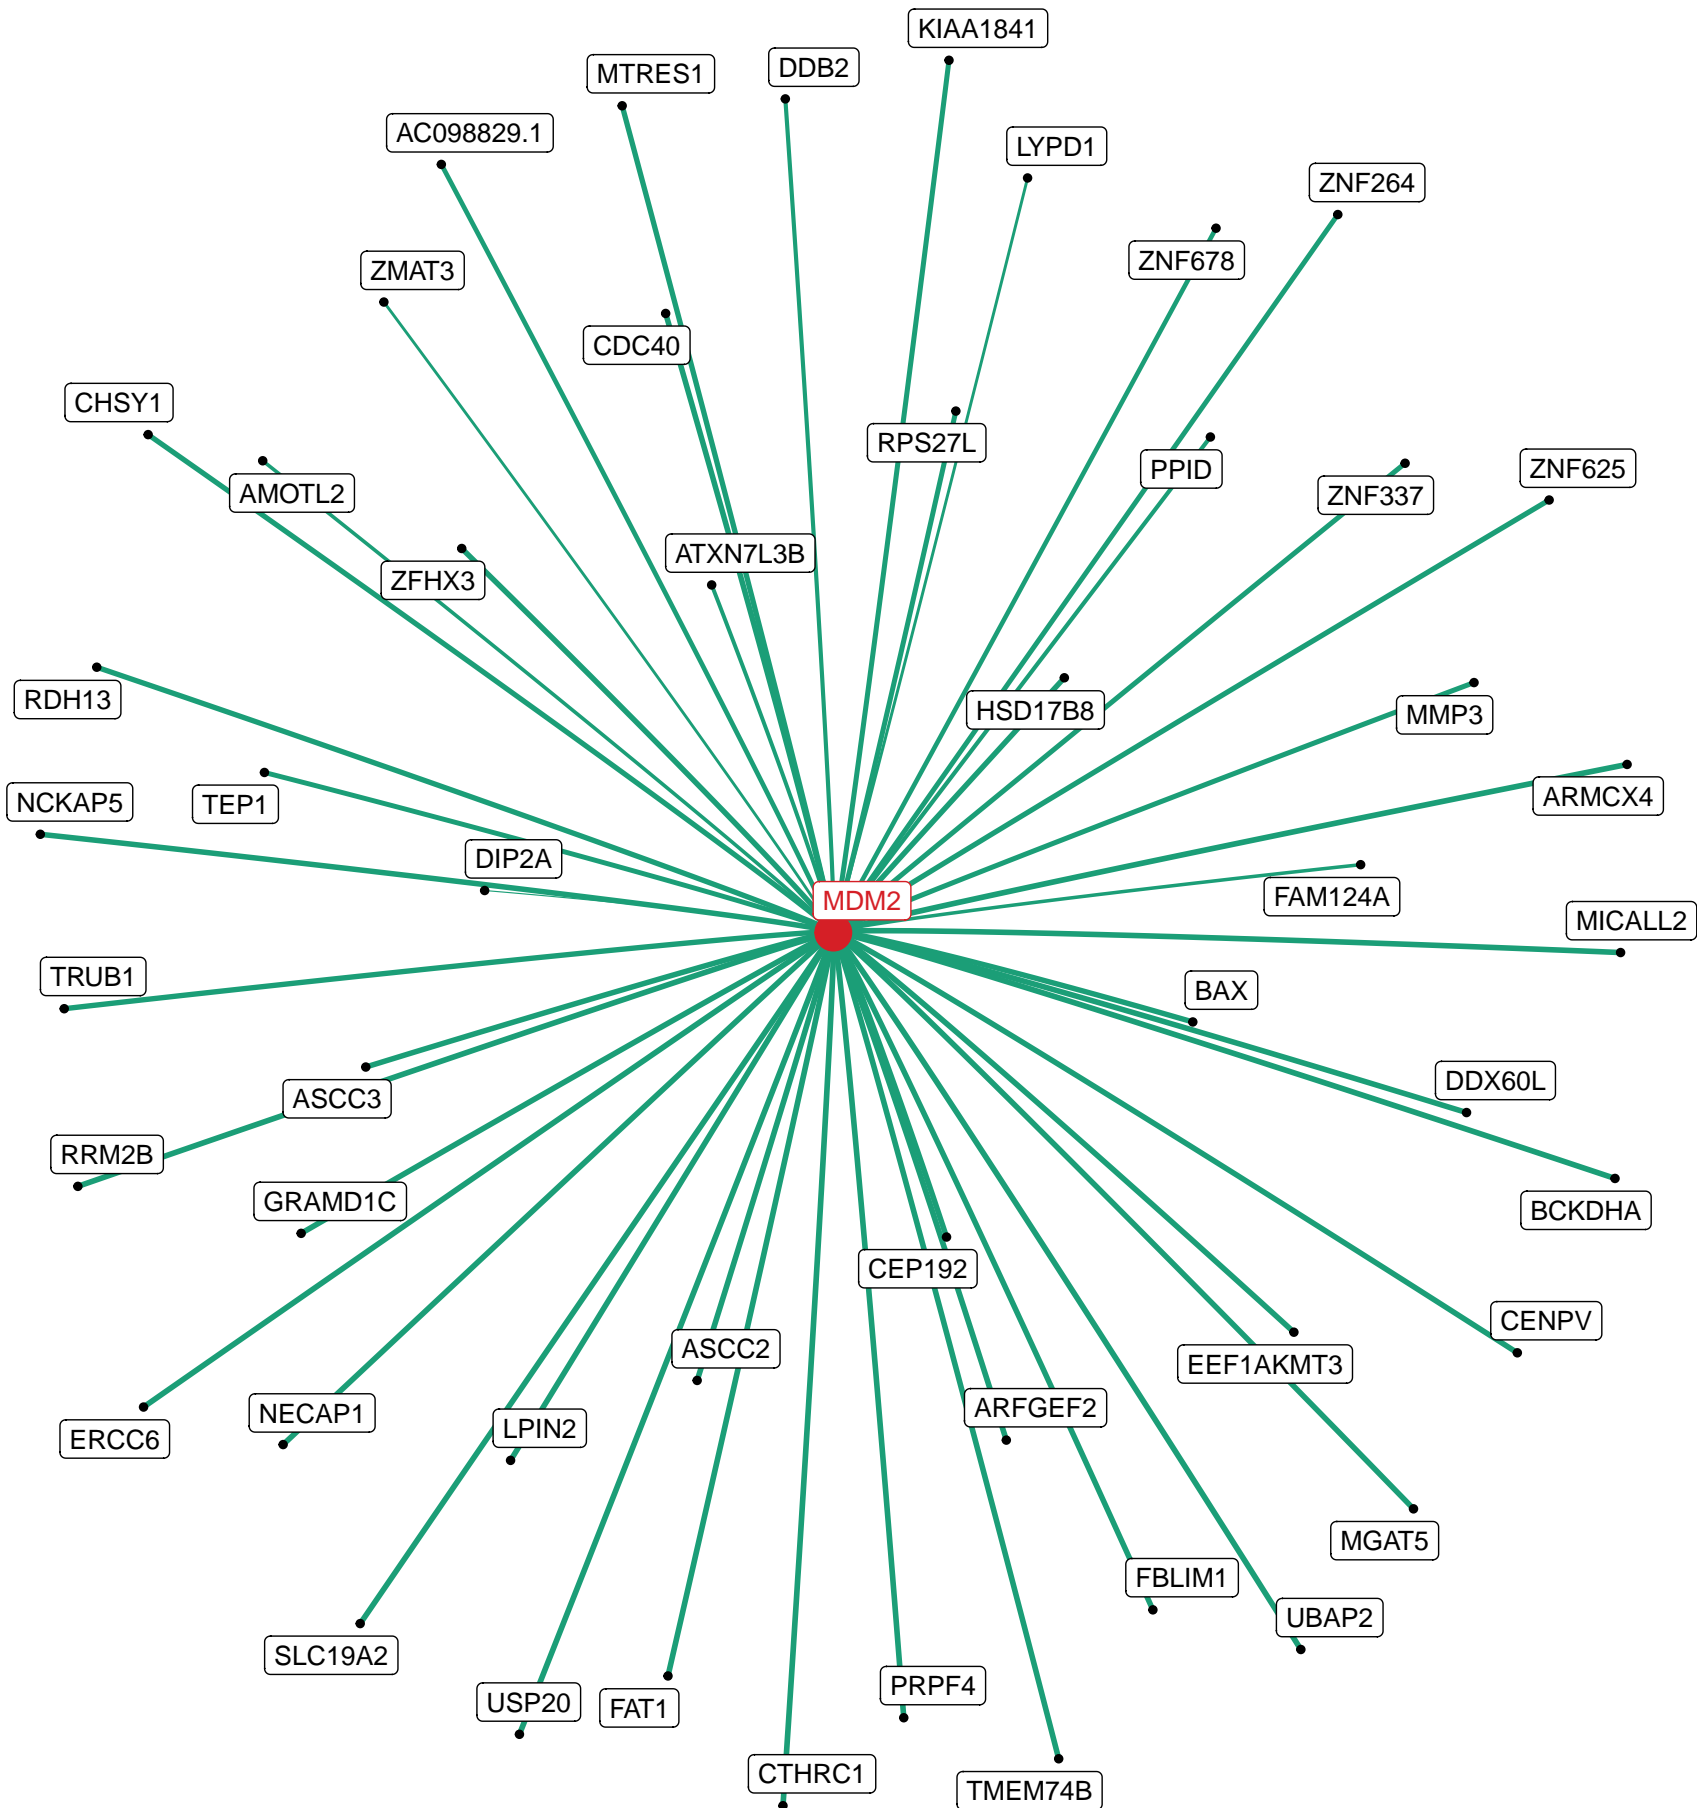 KIAA1841
DDB2
MTRES1
AC098829.1
LYPD1
ZNF264
ZNF678
ZMAT3
CDC40
CHSY1
RPS27L
PPID
ZNF625
AMOTL2
ZNF337
ATXN7L3B
ZFHX3
RDH13
HSD17B8
MMP3
NCKAP5
TEP1
ARMCX4
DIP2A
MDM2
FAM124A
MICALL2
TRUB1
BAX
DDX60L
ASCC3
RRM2B
GRAMD1C
BCKDHA
CEP192
CENPV
ASCC2
EEF1AKMT3
ARFGEF2
NECAP1
LPIN2
ERCC6
MGAT5
FBLIM1
UBAP2
SLC19A2
PRPF4
USP20
FAT1
CTHRC1
TMEM74B